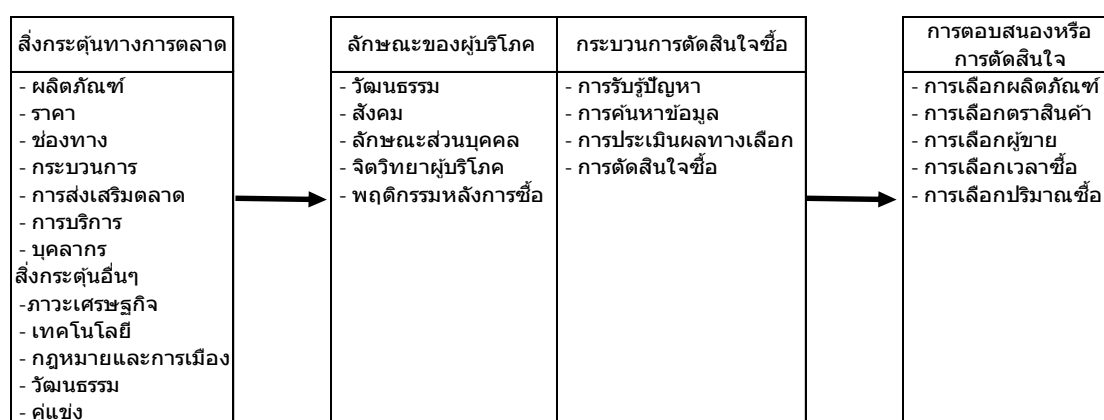 สิ่งกระตุ้นทางการตลาด
- ผลิตภัณฑ์
- ราคา
- ช่องทาง
- กระบวนการ
- การส่งเสริมตลาด
- การบริการ
- บุคลากร
สิ่งกระตุ้นอื่นๆ
-ภาวะเศรษฐกิจ
- เทคโนโลยี
- กฎหมายและการเมือง
- วัฒนธรรม
- คู่แข่ง
ลักษณะของผู้บริโภค
- วัฒนธรรม
- สังคม
- ลักษณะส่วนบุคคล
- จิตวิทยาผู้บริโภค
- พฤติกรรมหลังการซื้อ
กระบวนการตัดสินใจซื้อ
- การรับรู้ปัญหา
- การค้นหาข้อมูล
- การประเมินผลทางเลือก
- การตัดสินใจซื้อ
การตอบสนองหรือ
การตัดสินใจ
- การเลือกผลิตภัณฑ์
- การเลือกตราสินค้า
- การเลือกผู้ขาย
- การเลือกเวลาซื้อ
- การเลือกปริมาณซื้อ